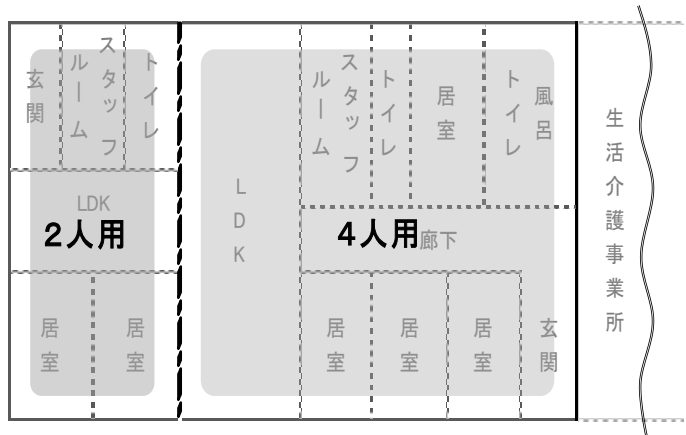 玄関
スタッフルーム
トイレ
LDK
2人用
居室
居室
LDK
スタッフルーム
トイレ
居室
トイレ
風呂
4人用
廊下
居室
居室
居室
玄関
生活介護事業所